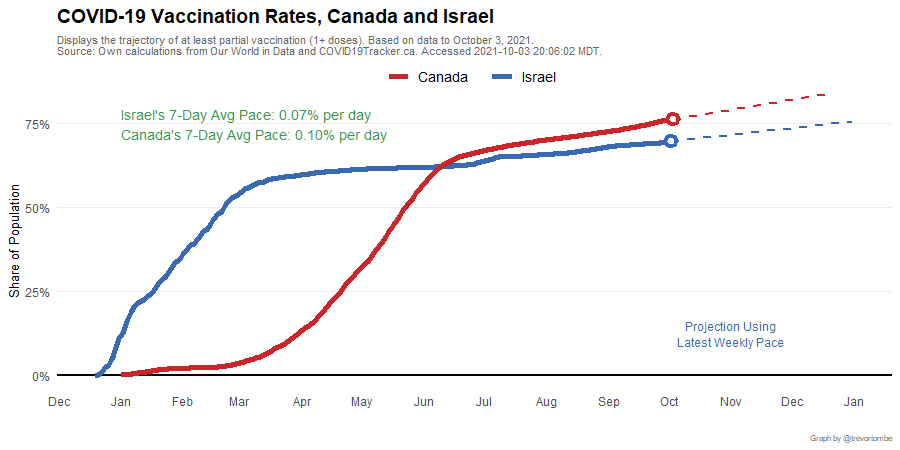 COVID-19 Vaccination Rates, Canada and Israel
Displays the trajectory of at least partial vaccination (1+ doses). Based on data to October 3, 2021.
Source: Own calculations from Our World in Data and COVID19Tracker.ca. Accessed 2021-10-03 20:06:02 MDT.
Canada Israel
Israel's 7-Day Avg Pace: 0.07% per day
Canada's 7-Day Avg Pace: 0.10% per day
Share of Population
75%
50%
25%
0%
Projection Using
Latest Weekly Pace
Dec Jan Feb Mar Apr May Jun Jul Aug Sep Oct Nov Dec Jan
Graph by @trevortombe